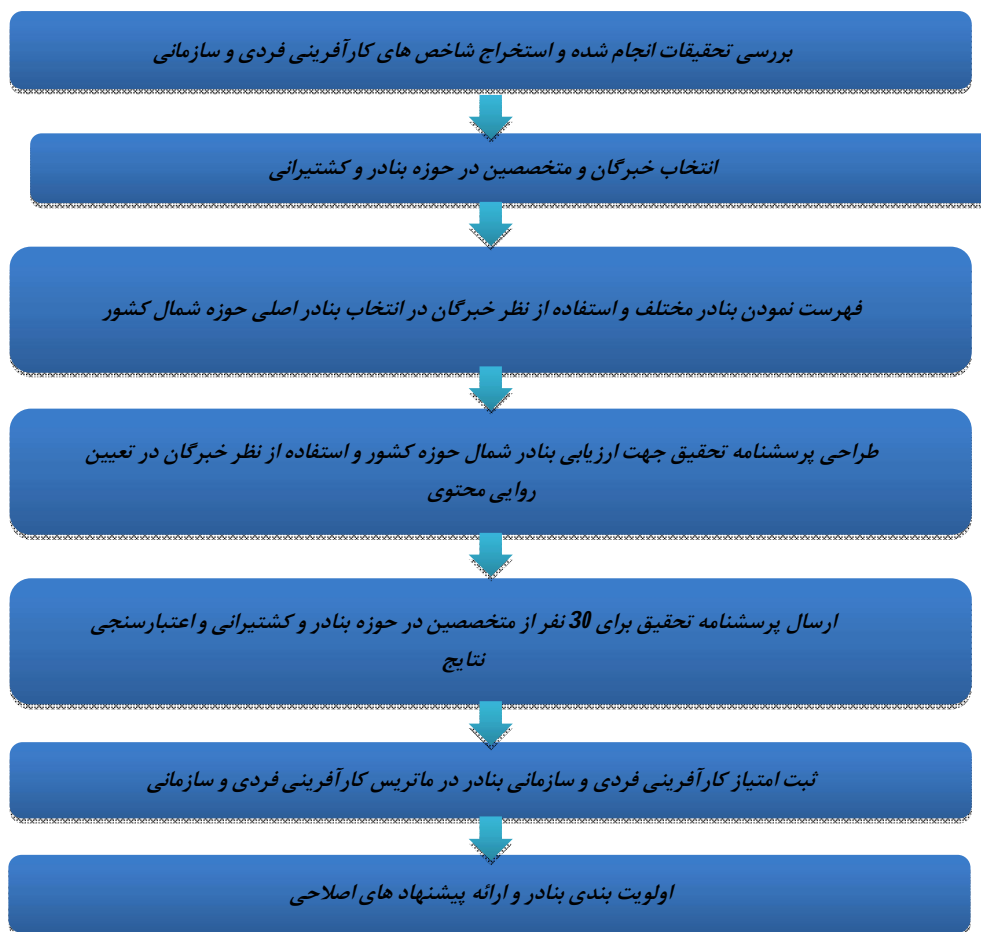 بررسی تحقیقات انجام شده و استخراج شاخص های کارآفرینی فردی و سازمانی
انتخاب خبرگان و متخصصین در حوزه بنادر و کشتیرانی
فهرست نمودن بنادر مختلف و استفاده از نظر خبرگان در انتخاب بنادر اصلی حوزه شمال کشور
طراحی پرسشنامه تحقیق جهت ارزیابی بنادر شمال حوزه کشور و استفاده از نظر خبرگان در تعیین
روایی محتوی
ارسال پرسشنامه تحقیق برای 30 نفر از متخصصین در حوزه بنادر و کشتیرانی و اعتبارسنجی
نتایج
ثبت امتیاز کارآفرینی فردی و سازمانی بنادر در ماتریس کارآفرینی فردی و سازمانی
اولویت بندی بنادر و ارائه پیشنهاد های اصلاحی